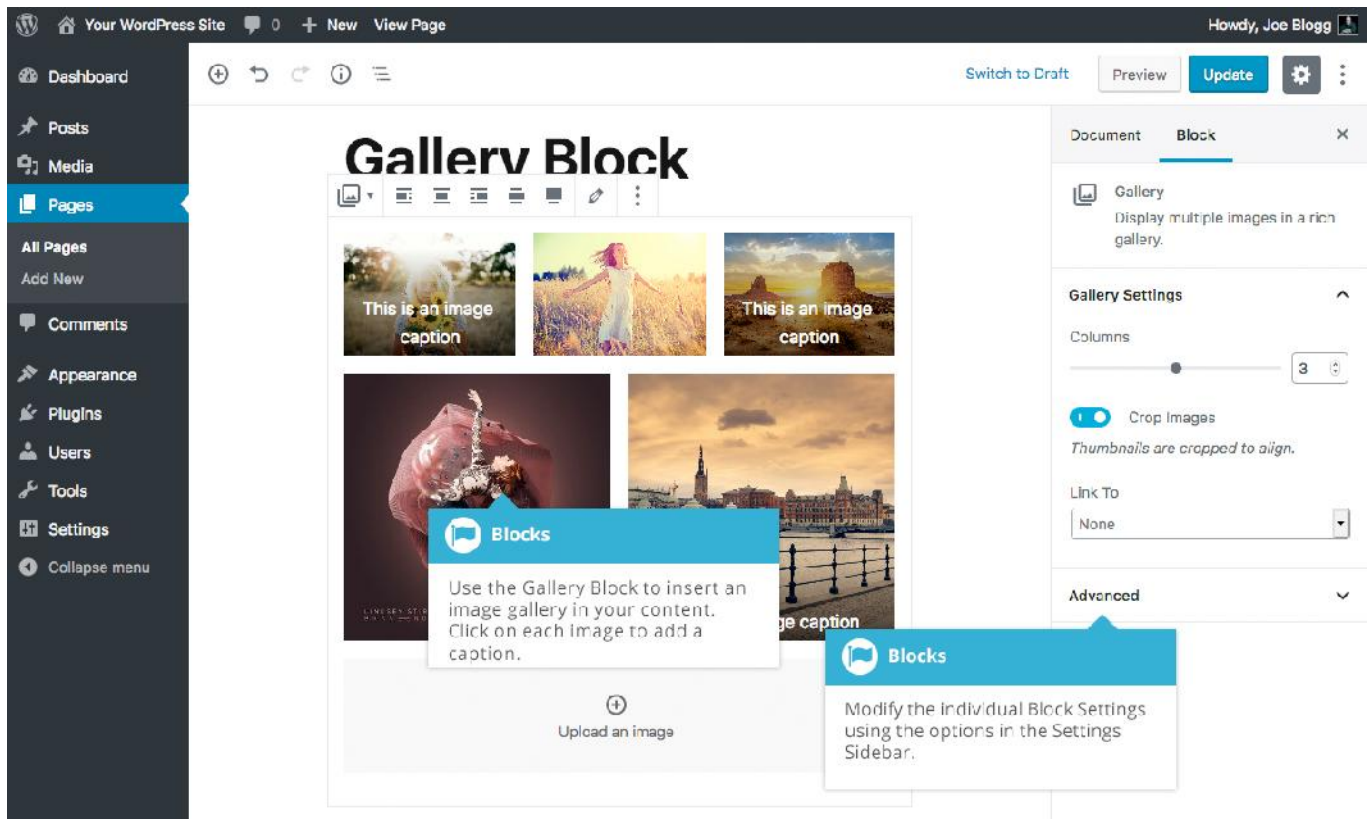 Your WordPress Site 0 + New View Page Howdy, Joe Blogg
Dashboard
Posts
Media
Pages
All Pages
Add New
Comments
Appearance
Plugins
Users
Tools
Settings
Collapse menu
Switch to Draft Preview Update
Gallery Block
This is an image
caption
This is an image
caption
ge caption
Blocks
Use the Gallery Block to insert an
image gallery in your content.
Click on each image to add a
caption.
Upload an image
Document Block
Gallery
Display multiple images in a rich
gallery.
Gallery Settings
Columns
3
Crop Images
Thumbnails are cropped to align.
Link To
None
Advanced
Blocks
Modify the individual Block Settings
using the options in the Settings
Sidebar.